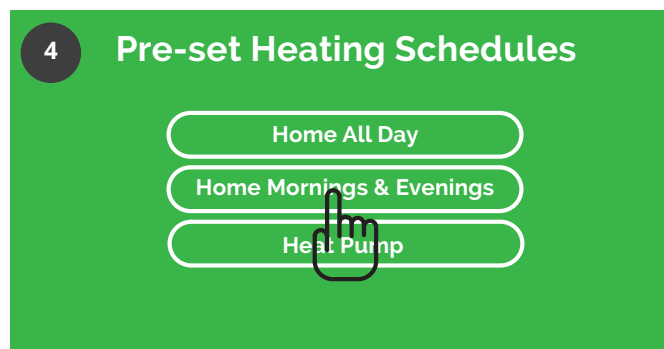 4
Pre-set Heating Schedules
Home All Day
Home Mornings & Evenings
Heat Pump